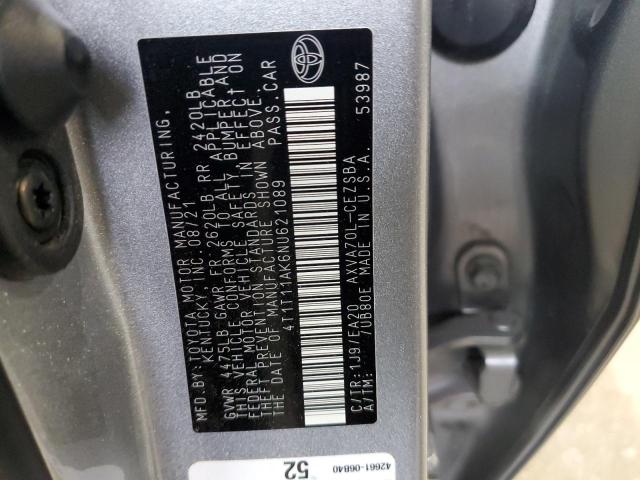 MFD.BY:TOYOTA MOTOR MANUFACTURING,
KENTUCKY, INC. 08/21
GVWR 4475LB GAWR FR 2620LB RR 2420LB
THIS VEHICLE CONFORMS TO ALL APPLICABLE
FEDERAL MOTOR VEHICLE SAFETY, BUMPER AND
THEFT PREVENTION STANDARDS IN EFFECT ON
THE DATE OF MANUFACTURE SHOWN ABOVE.
4T1T11AK6NU621089 PASS.CAR
C/TR:1J9/EA20 AXVA70L-CEZSBA
A/TM: /UB80E MADE IN U.S.A. 53987
52
42661-06B40